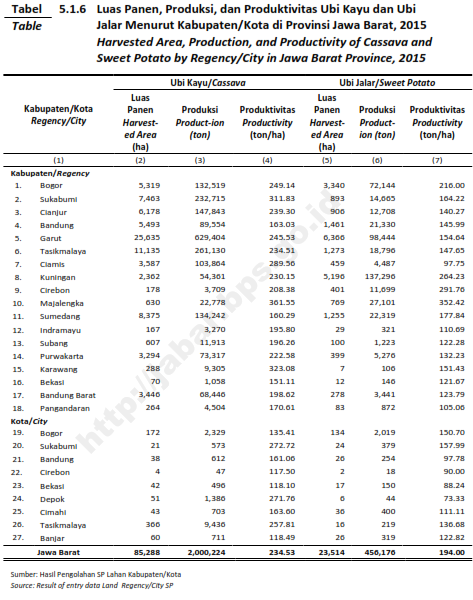 Tabel 5.1.6 Luas Panen, Produksi, dan Produktivitas Ubi Kayu dan Ubi
Table Jalar Menurut Kabupaten/Kota di Provinsi Jawa Barat, 2015
Harvested Area, Production, and Productivity of Cassava and
Sweet Potato by Regency/City in Jawa Barat Province, 2015
Kabupaten/Kota
Regency/City
Ubi Kayu/Cassava Ubi Jalar/Sweet Potato
Luas Panen Harvest-ed Area (ha) Produksi Product-ion (ton) Produktivitas Productivity (ton/ha) Luas Panen Harvest-ed Area (ha) Produksi Product-ion (ton) Produktivitas Productivity (ton/ha)
(1) (2) (3) (4) (5) (6) (7)
Kabupaten/Regency
1. Bogor 5,319 132,519 249.14 3,340 72,144 216.00
2. Sukabumi 7,463 232,715 311.83 893 14,665 164.22
3. Cianjur 6,178 147,843 239.30 906 12,708 140.27
4. Bandung 5,493 89,554 163.03 1,461 21,330 145.99
5. Garut 25,635 629,404 245.53 6,366 98,444 154.64
6. Tasikmalaya 11,135 261,130 234.51 1,273 18,796 147.65
7. Ciamis 3,587 103,864 289.56 459 4,487 97.75
8. Kuningan 2,362 54,361 230.15 5,196 137,296 264.23
9. Cirebon 178 3,709 208.38 401 11,699 291.76
10. Majalengka 630 22,778 361.55 769 27,101 352.42
11. Sumedang 8,375 134,242 160.29 1,255 22,319 177.84
12. Indramayu 167 3,270 195.80 29 321 110.69
13. Subang 607 11,913 196.26 100 1,223 122.28
14. Purwakarta 3,294 73,317 222.58 399 5,276 132.23
15. Karawang 288 9,305 323.08 7 106 151.43
16. Bekasi 70 1,058 151.11 12 146 121.67
17. Bandung Barat 3,446 68,446 198.62 278 3,441 123.79
18. Pangandaran 264 4,504 170.61 83 872 105.06
Kota/City
19. Bogor 172 2,329 135.41 134 2,019 150.70
20. Sukabumi 21 573 272.72 24 379 157.99
21. Bandung 38 612 161.06 26 254 97.78
22. Cirebon 4 47 117.50 2 18 90.00
23. Bekasi 42 496 118.10 17 150 88.24
24. Depok 51 1,386 271.76 6 44 73.33
25. Cimahi 43 703 163.60 36 400 111.11
26. Tasikmalaya 366 9,436 257.81 16 219 136.68
27. Banjar 60 711 118.49 26 319 122.82
Jawa Barat 85,288 2,000,224 234.53 23,514 456,176 194.00
Sumber: Hasil Pengolahan SP Lahan Kabupaten/Kota
Source: Result of entry data Land Regency/City SP
http://jabar.bps.go.id